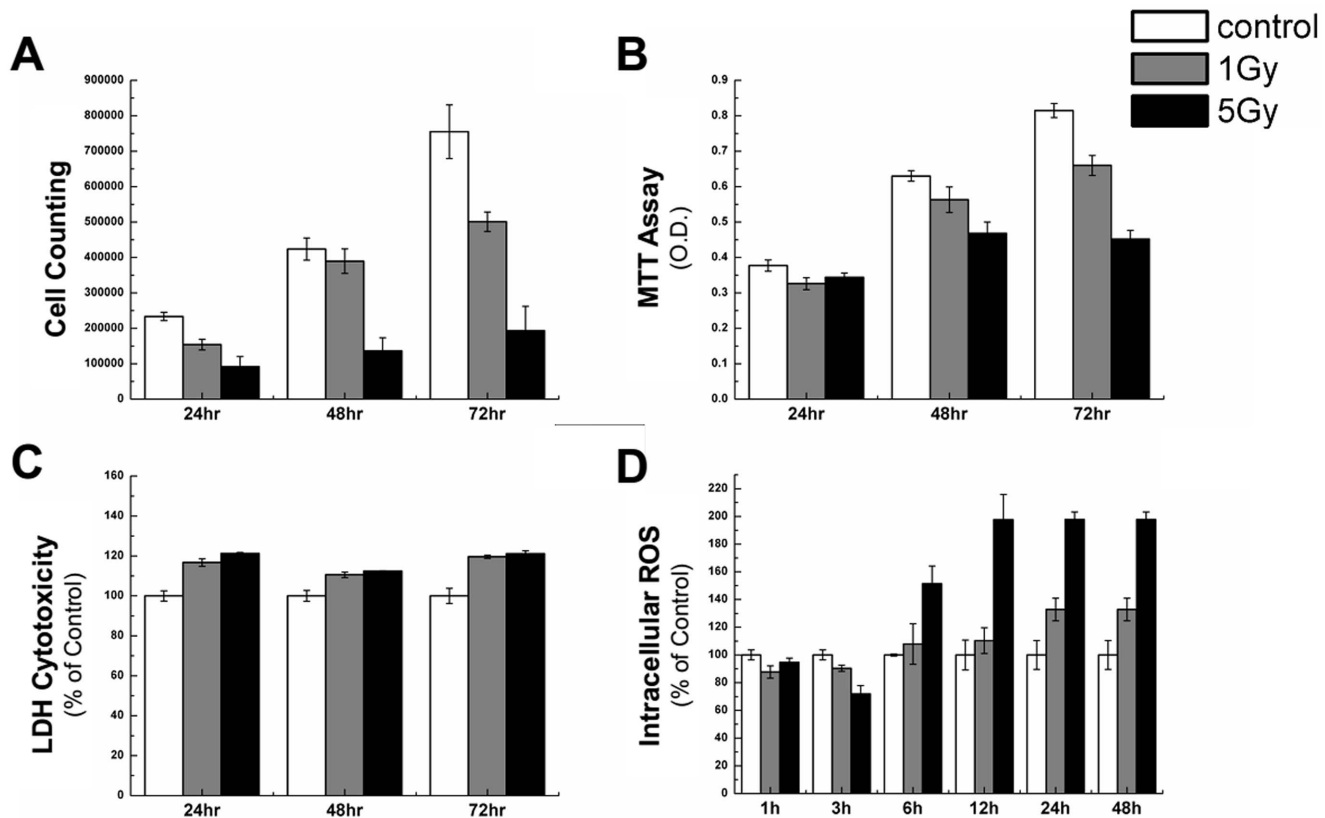 control
1Gy
5Gy
A
Cell Counting
900000
800000
700000
600000
500000
400000
300000
200000
100000
0
24hr 48hr 72hr
B
MTT Assay
(O.D.)
0.9
0.8
0.7
0.6
0.5
0.4
0.3
0.2
0.1
0.0
24hr 48hr 72hr
C
LDH Cytotoxicity
(% of Control)
160
140
120
100
80
60
40
20
0
24hr 48hr 72hr
D
Intracellular ROS
(% of Control)
220
200
180
160
140
120
100
80
60
40
20
0
1h 3h 6h 12h 24h 48h